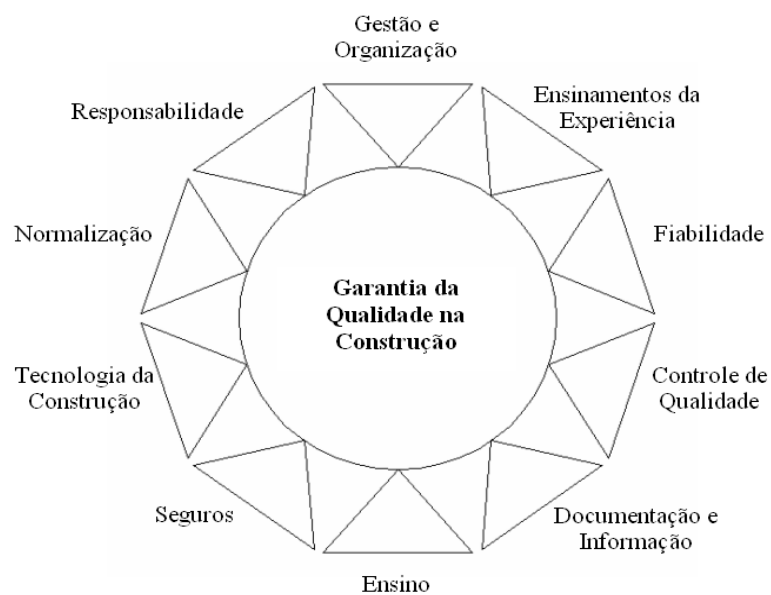 Gestão e
Organização
Ensinamentos da
Experiência
Responsabilidade
Normalização
Fiabilidade
Garantia da
Qualidade na
Construção
Tecnologia da
Construção
Controle de
Qualidade
Seguros
Documentação e
Informação
Ensino